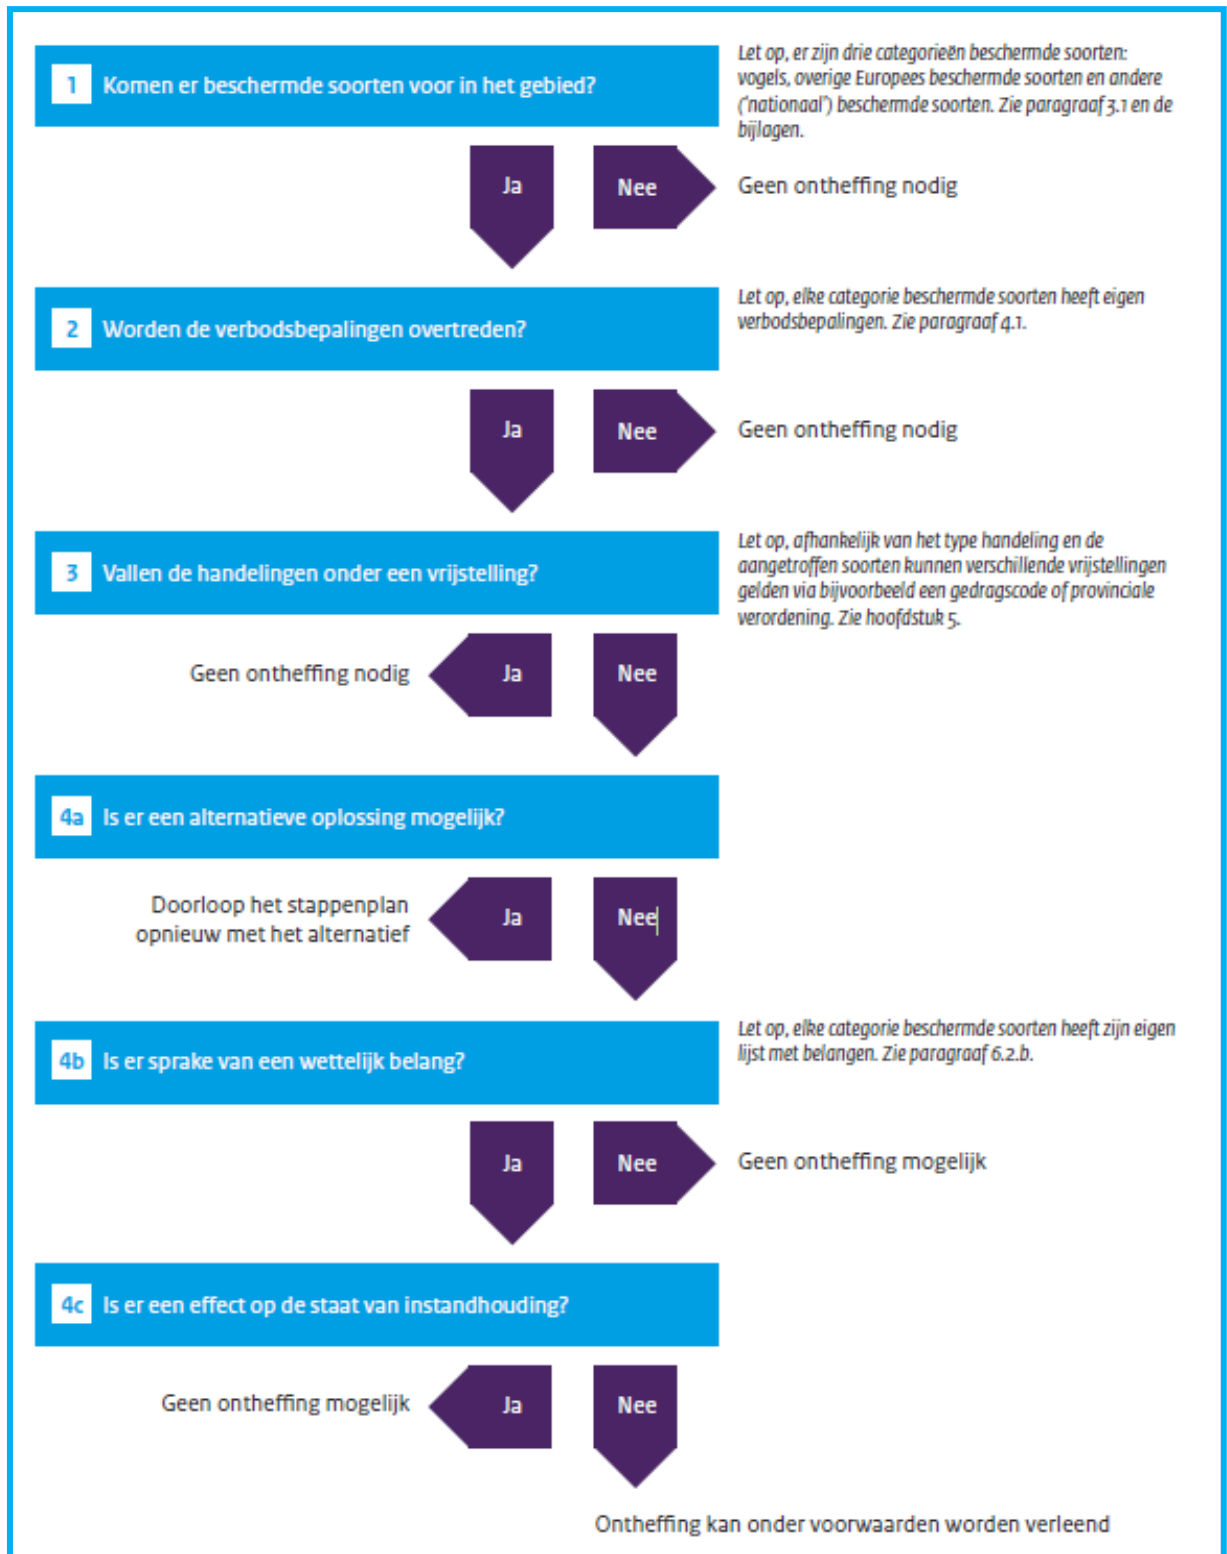 1 Komen er beschermde soorten voor in het gebied?
Let op, er zijn drie categorieën beschermde soorten:
vogels, overige Europees beschermde soorten en andere
('nationaal') beschermde soorten. Zie paragraaf 3.1 en de
bijlagen.
Ja
Nee
Geen ontheffing nodig
2 Worden de verbodsbepalingen overtreden?
Let op, elke categorie beschermde soorten heeft eigen
verbodsbepalingen. Zie paragraaf 4.1.
Ja
Nee
Geen ontheffing nodig
3 Vallen de handelingen onder een vrijstelling?
Let op, afhankelijk van het type handeling en de
aangetroffen soorten kunnen verschillende vrijstellingen
gelden via bijvoorbeeld een gedragscode of provinciale
verordening. Zie hoofdstuk 5.
Geen ontheffing nodig
Ja
Nee
4a Is er een alternatieve oplossing mogelijk?
Doorloop het stappenplan
opnieuw met het alternatief
Ja
Nee
4b Is er sprake van een wettelijk belang?
Let op, elke categorie beschermde soorten heeft zijn eigen
lijst met belangen. Zie paragraaf 6.2.b.
Ja
Nee
Geen ontheffing mogelijk
4c Is er een effect op de staat van instandhouding?
Geen ontheffing mogelijk
Ja
Nee
Ontheffing kan onder voorwaarden worden verleend